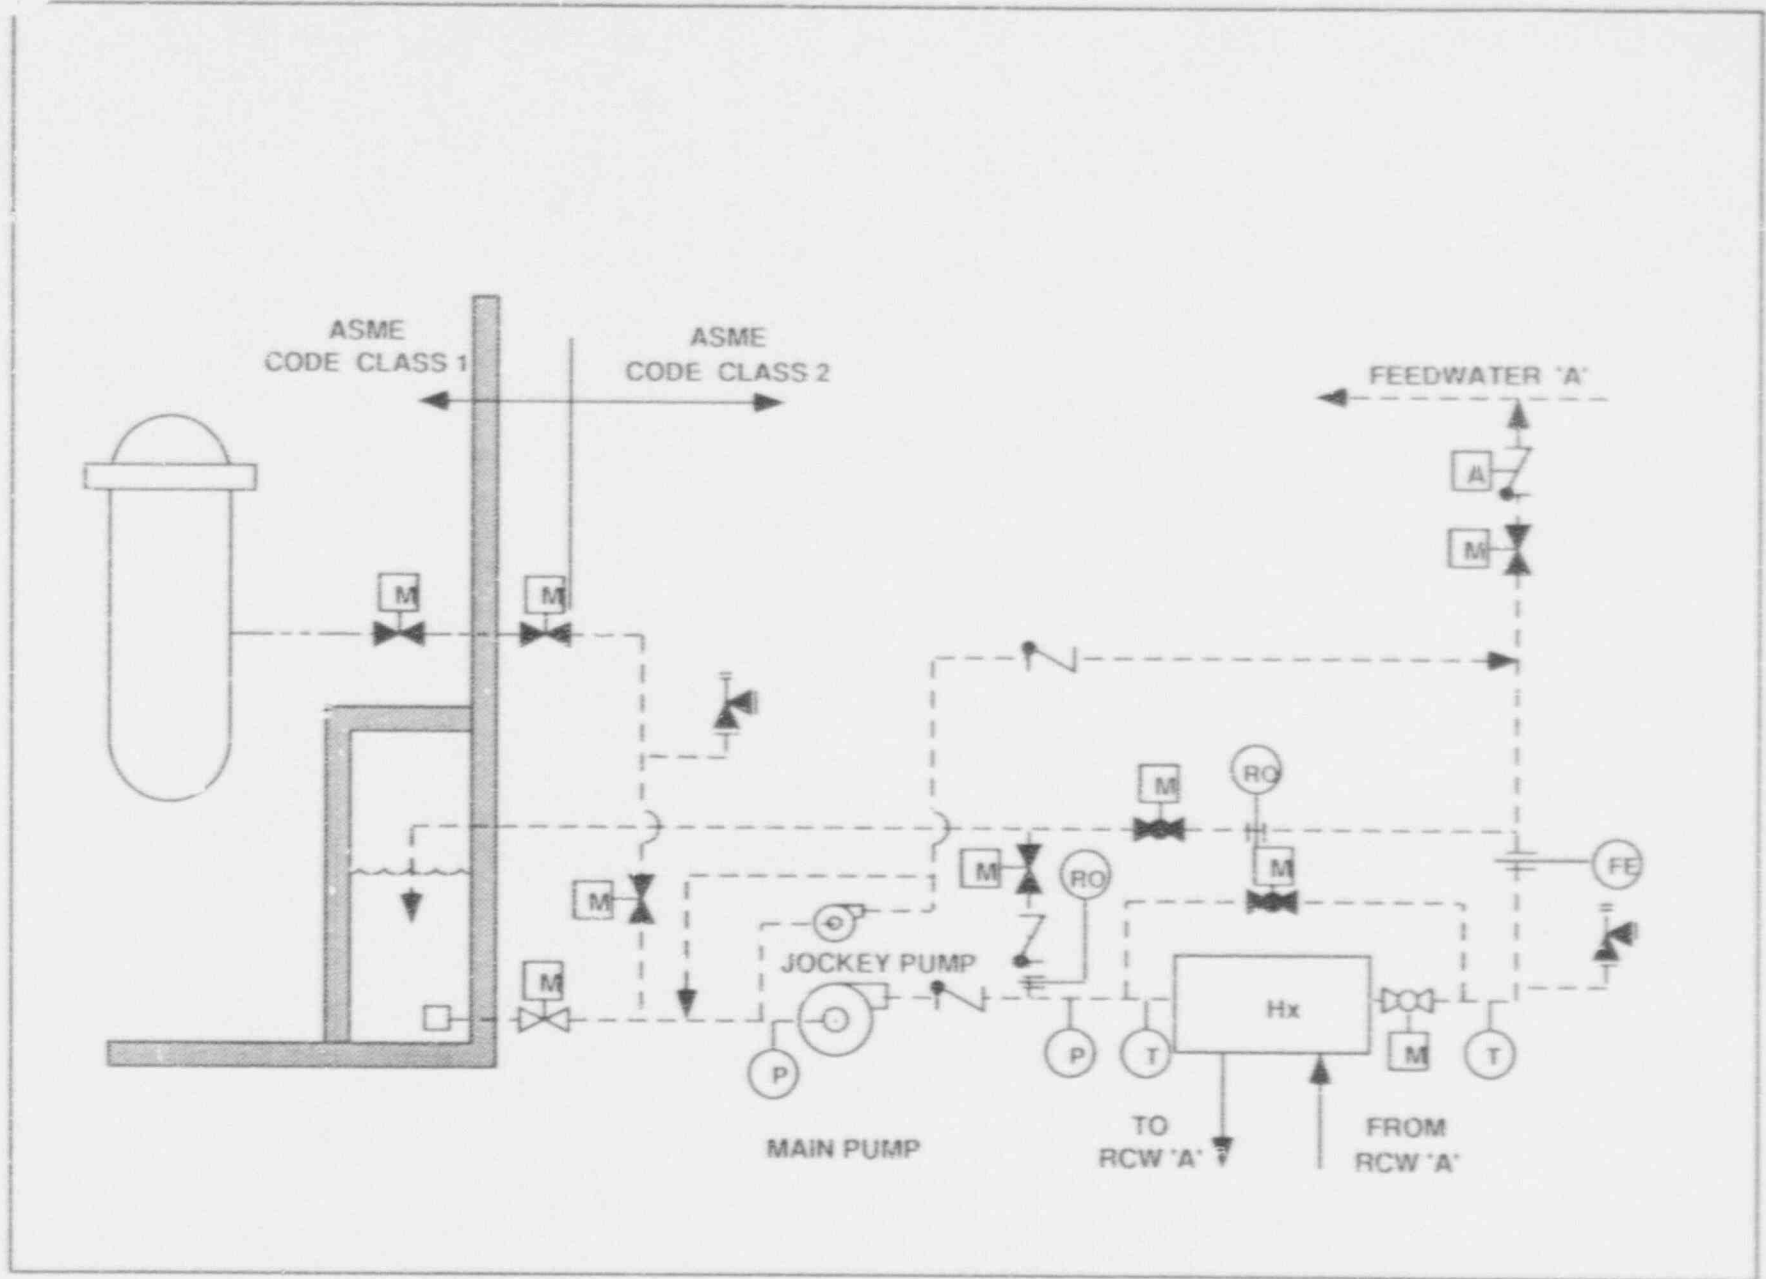 ASME
CODE CLASS 1
ASME
CODE CLASS 2
FEEDWATER "A"
A
M
M
M
M
RO
M
M
RO
M
FE
M
JOCKEY PUMP
M
Hx
P
P
T
M
T
MAIN PUMP
TO
RCW "A"
FROM
RCW "A"